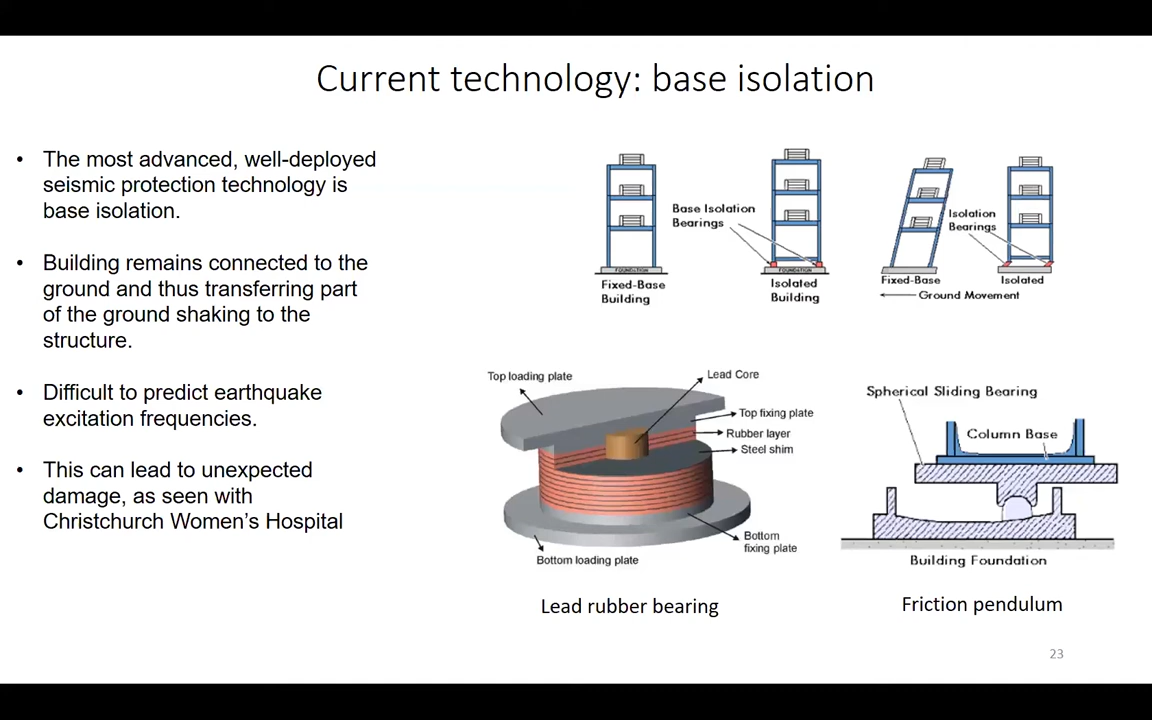 Current technology: base isolation
• The most advanced, well-deployed
seismic protection technology is
base isolation.
• Building remains connected to the
ground and thus transferring part
of the ground shaking to the
structure.
• Difficult to predict earthquake
excitation frequencies.
• This can lead to unexpected
damage, as seen with
Christchurch Women's Hospital
Base Isolation
Bearings
FOUNDATION
FOUNDATION
Fixed-Base
Building
Isolated
Building
Isolation
Bearings
Fixed-Base
Isolated
Ground Movement
Top loading plate
Lead Core
Top fixing plate
Rubber layer
Steel shim
Bottom
fixing plate
Bottom loading plate
Lead rubber bearing
Spherical Sliding Bearing
Column Base
Building Foundation
Friction pendulum
23